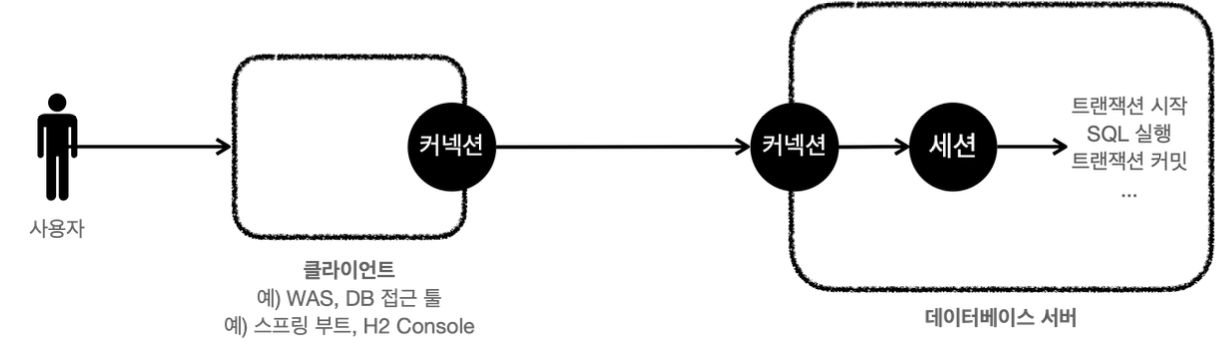 사용자
커넥션
클라이언트
예) WAS, DB 접근 툴
예) 스프링 부트, H2 Console
커넥션
세션
트랜잭션 시작
SQL 실행
트랜잭션 커밋
...
데이터베이스 서버